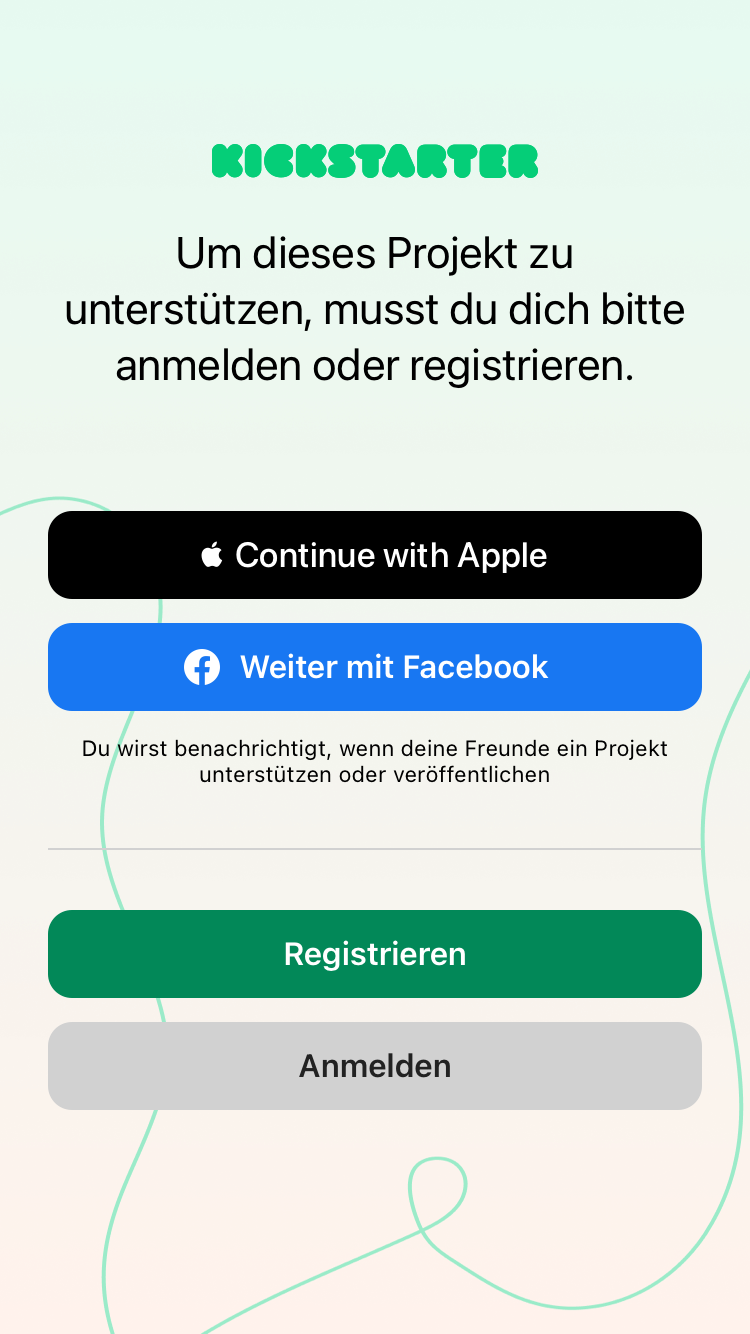 KICKSTARTER
Um dieses Projekt zu
unterstützen, musst du dich bitte
anmelden oder registrieren.
Continue with Apple
Weiter mit Facebook
Du wirst benachrichtigt, wenn deine Freunde ein Projekt
unterstützen oder veröffentlichen
Registrieren
Anmelden